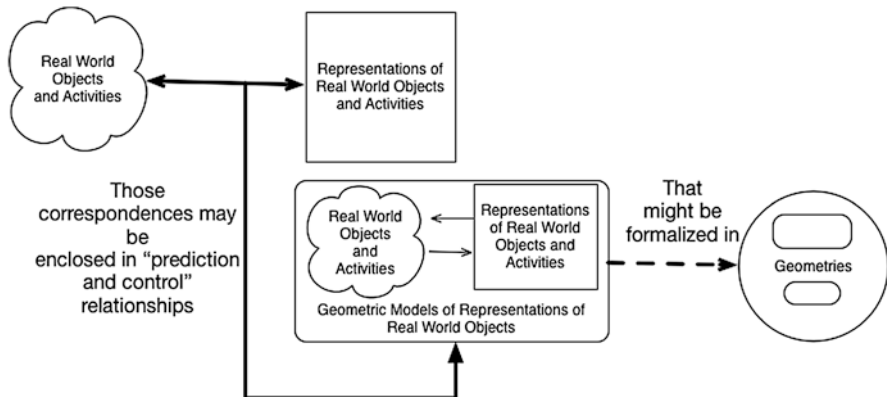 Real World
Objects
and Activities
Representations of
Real World Objects
and Activities
Those
correspondences may
be
enclosed in “prediction
and control”
relationships
Real World
Objects
and
Activities
Representations
of Real World
Objects and
Activities
Geometric Models of Representations of
Real World Objects
That
might be
formalized in
Geometries